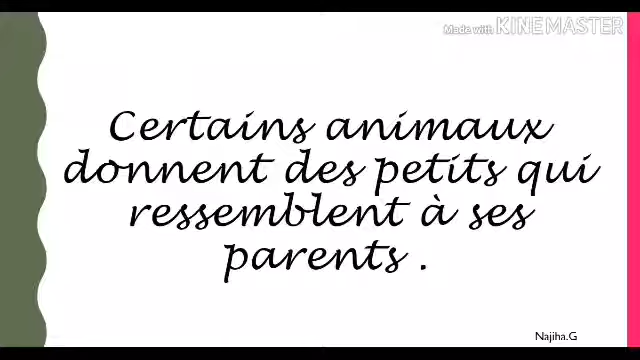 Made with KINEMASTER
Certains animaux
donnent des petits qui
ressemblent à ses
parents .
Najiha.G